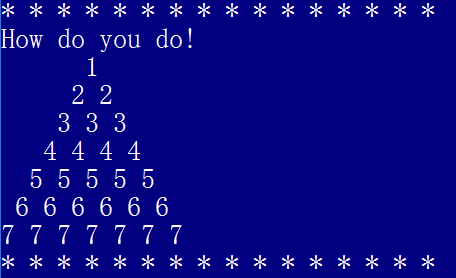 * * * * * * * * * * * * * * * *
How do you do!
      1
     2 2
    3 3 3
   4 4 4 4
  5 5 5 5 5
 6 6 6 6 6 6
7 7 7 7 7 7 7
* * * * * * * * * * * * * * * *